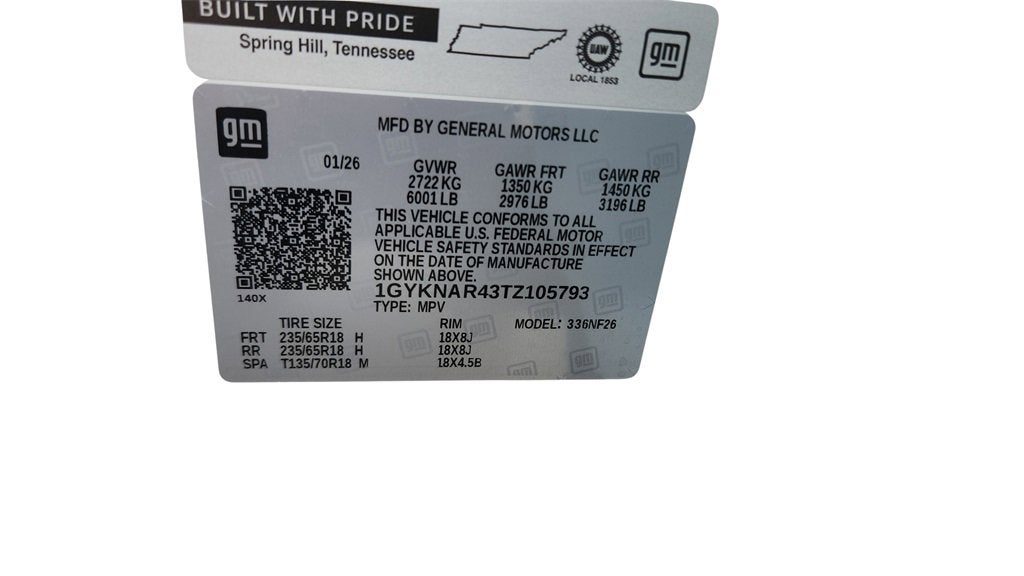 BUILT WITH PRIDE
Spring Hill, Tennessee
UAW
LOCAL 1853
gm
gm
MFD BY GENERAL MOTORS LLC
01/26
GVWR GAWR FRT GAWR RR
2722 KG 1350 KG 1450 KG
6001 LB 2976 LB 3196 LB
THIS VEHICLE CONFORMS TO ALL
APPLICABLE U.S. FEDERAL MOTOR
VEHICLE SAFETY STANDARDS IN EFFECT
ON THE DATE OF MANUFACTURE
SHOWN ABOVE.
140X
1GYKNAR43TZ105793
TYPE: MPV
TIRE SIZE RIM MODEL: 336NF26
FRT 235/65R18 H 18X8J
RR 235/65R18 H 18X8J
SPA T135/70R18 M 18X4.5B